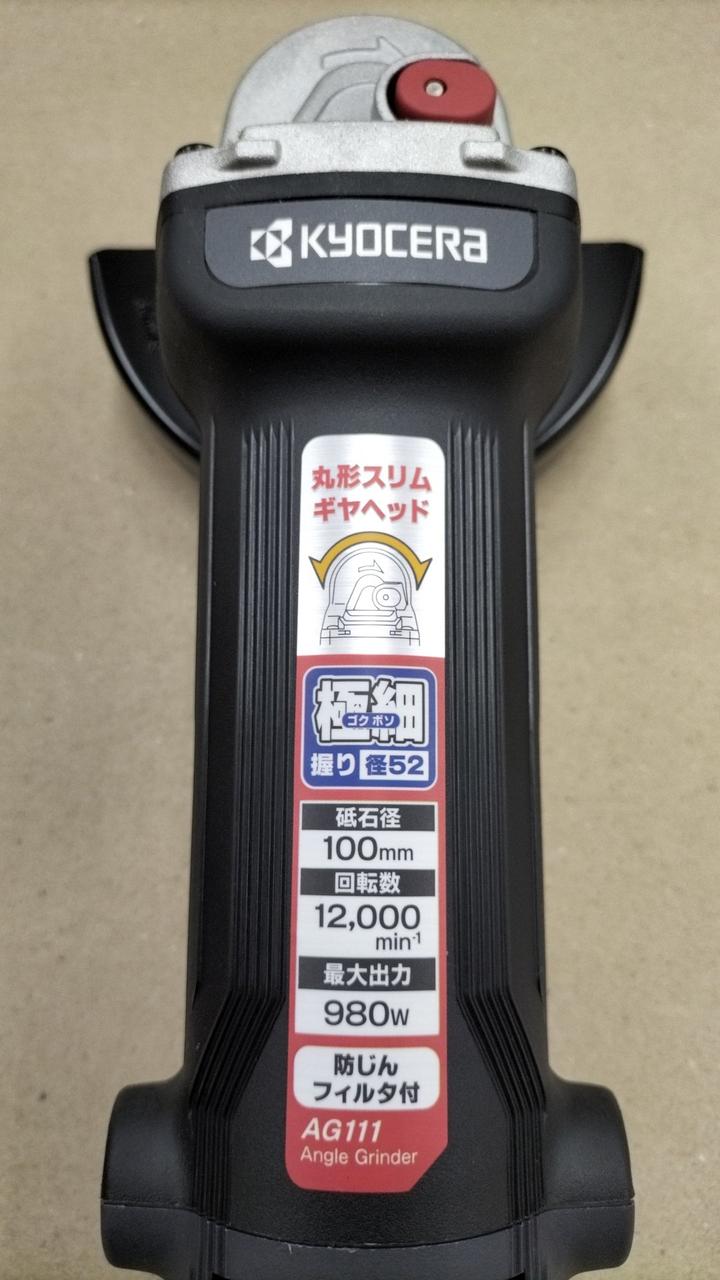 KYOCERA
丸形スリム
ギヤヘッド
極細
ゴクボソ
握り 径52
砥石径
100mm
回転数
12,000
min-1
最大出力
980W
防じん
フィルタ付
AG111
Angle Grinder